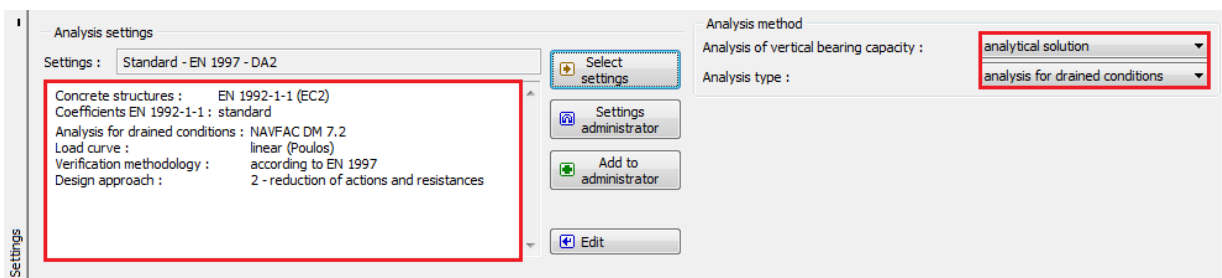 Analysis settings
Settings : Standard - EN 1997 - DA2
Concrete structures : EN 1992-1-1 (EC2)
Coefficients EN 1992-1-1 : standard
Analysis for drained conditions : NAVFAC DM 7.2
Load curve : linear (Poulos)
Verification methodology : according to EN 1997
Design approach : 2 - reduction of actions and resistances
Select
settings
Settings
administrator
Add to
administrator
Edit
Analysis method
Analysis of vertical bearing capacity : analytical solution
Analysis type : analysis for drained conditions
Settings